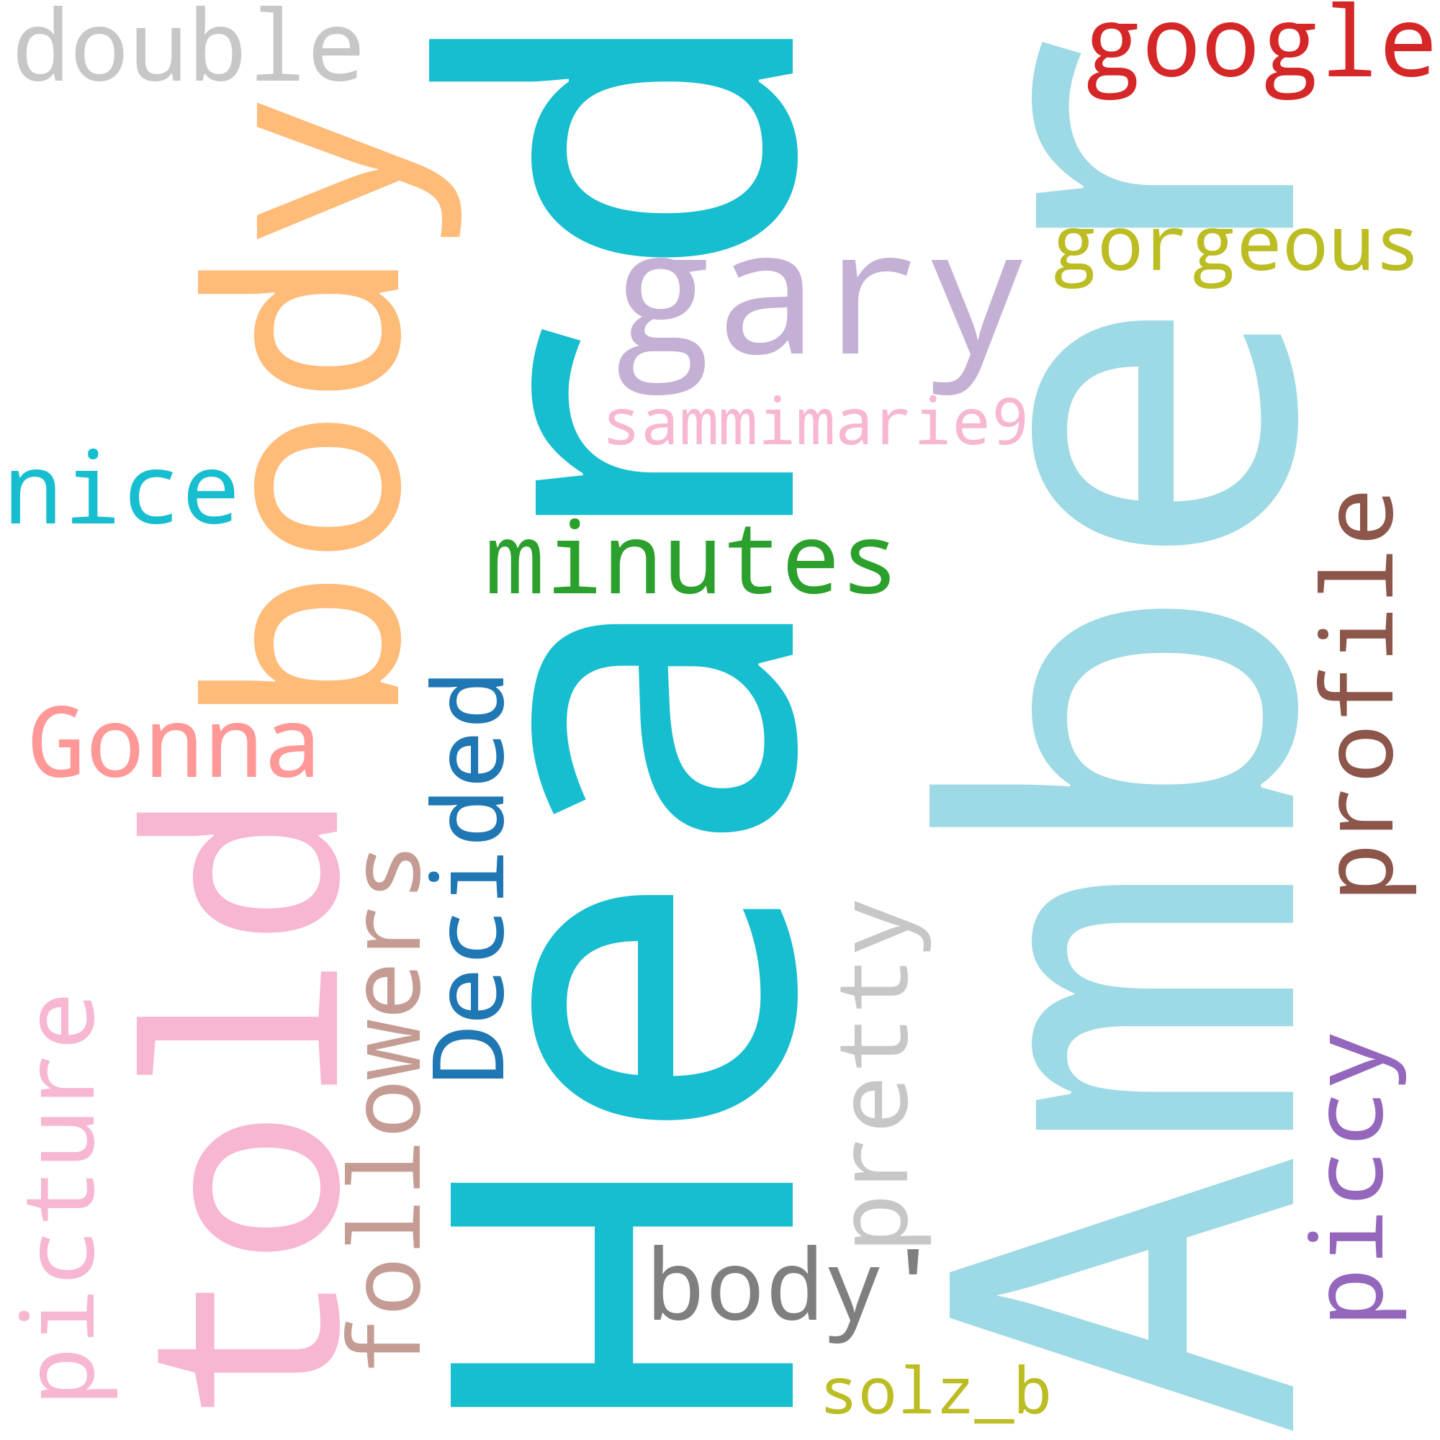 double
google
body
Heard
Amber
gorgeous
gary
sammimarie9
nice
minutes
profile
Gonna
Decided
told
followers
pretty
picture
piccy
body'
solz_b